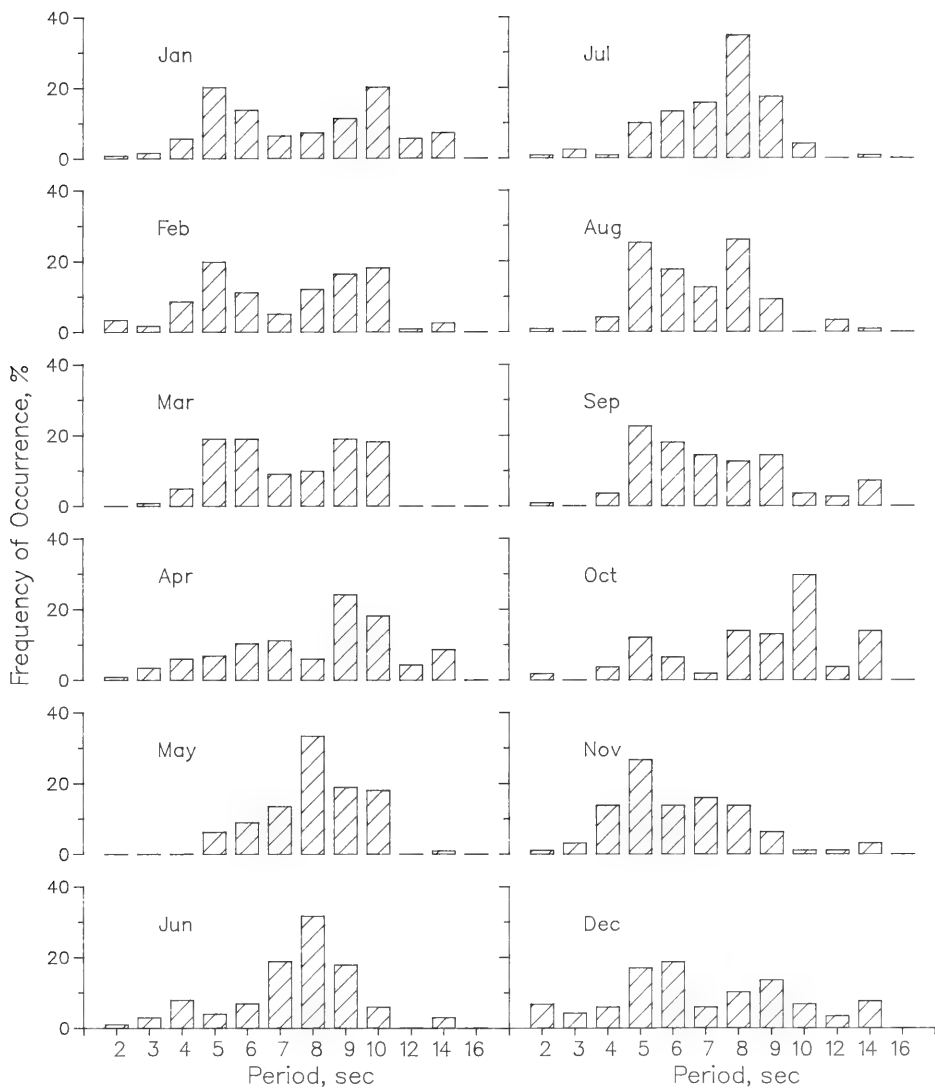 Frequency of Occurrence, %
40
20
0
Jan
Jul
40
20
0
Feb
Aug
40
20
0
Mar
Sep
40
20
0
Apr
Oct
40
20
0
May
Nov
40
20
0
Jun
Dec
2 3 4 5 6 7 8 9 10 12 14 16
2 3 4 5 6 7 8 9 10 12 14 16
Period, sec
Period, sec